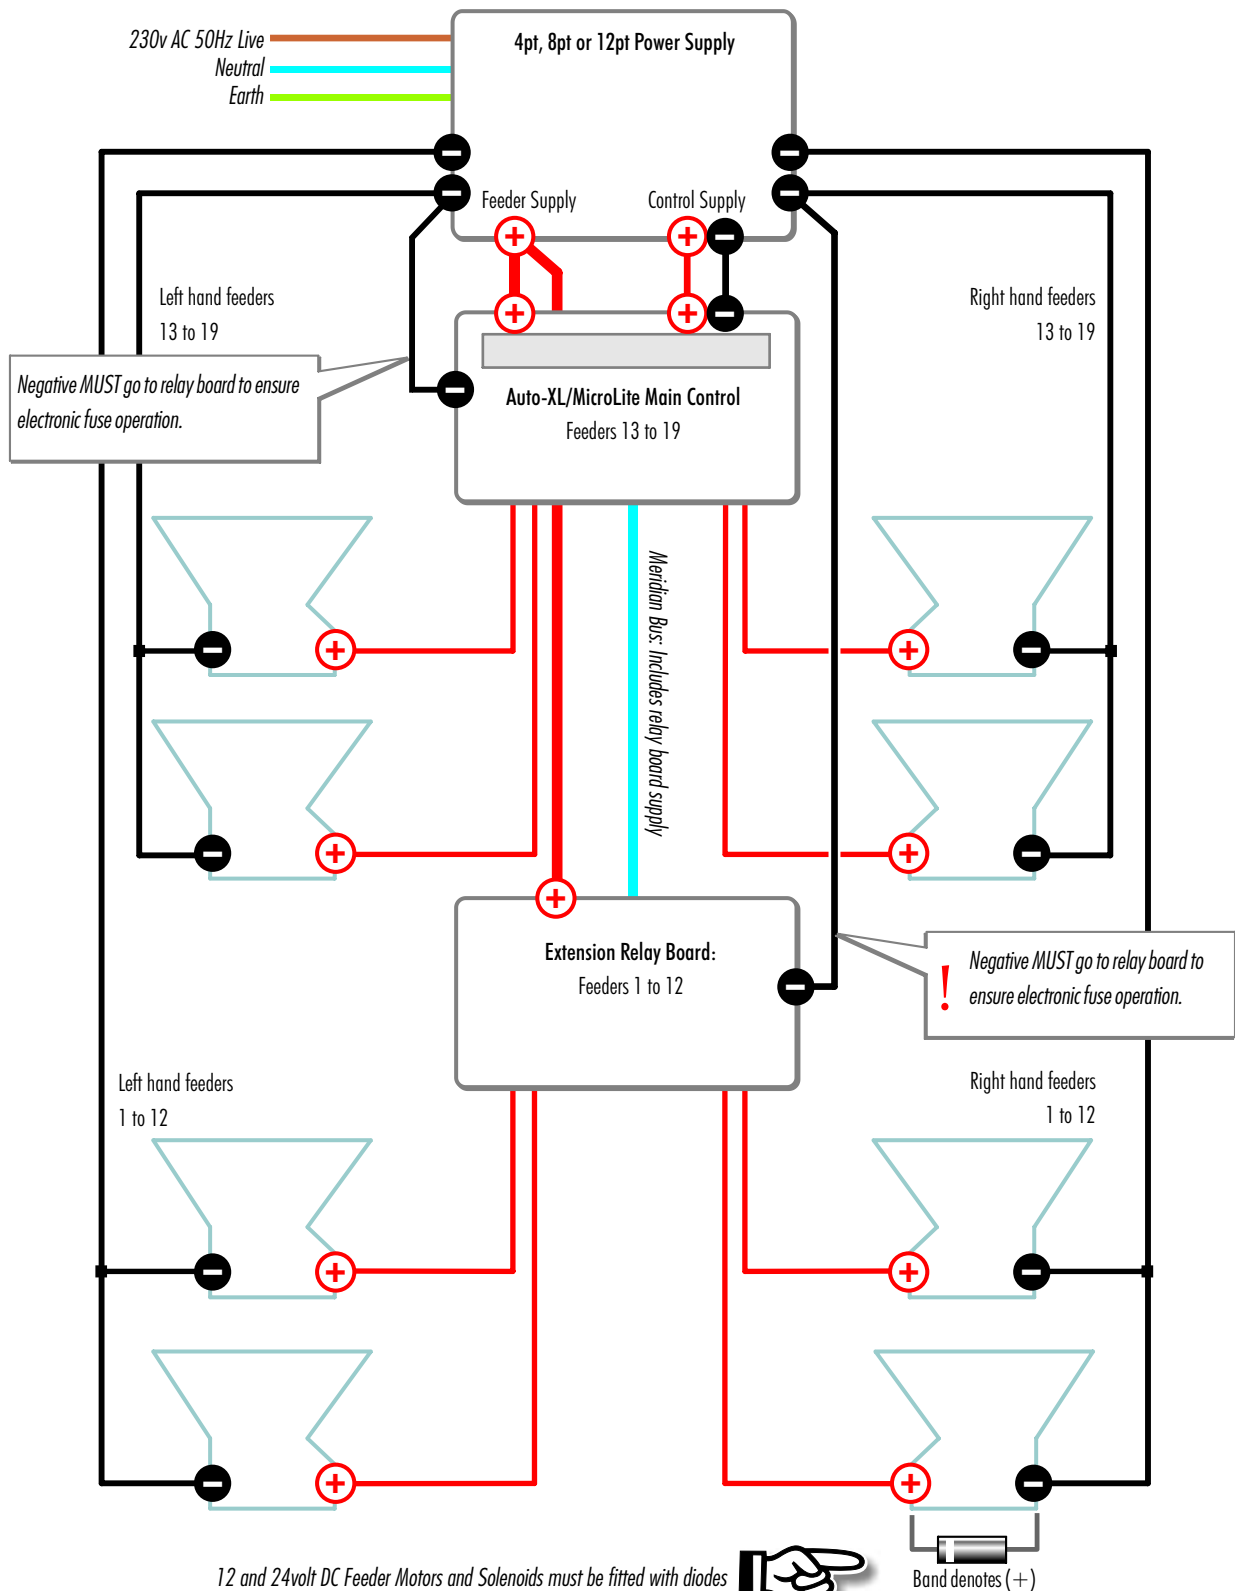 230v AC 50Hz Live
Neutral
Earth
4pt, 8pt or 12pt Power Supply
Feeder Supply
Control Supply
Left hand feeders
13 to 19
Right hand feeders
13 to 19
Negative MUST go to relay board to ensure
electronic fuse operation.
Auto-XL/MicroLite Main Control
Feeders 13 to 19
Meridian Bus: Includes relay board supply
Extension Relay Board:
Feeders 1 to 12
! Negative MUST go to relay board to
ensure electronic fuse operation.
Left hand feeders
1 to 12
Right hand feeders
1 to 12
12 and 24volt DC Feeder Motors and Solenoids must be fitted with diodes
Band denotes (+)